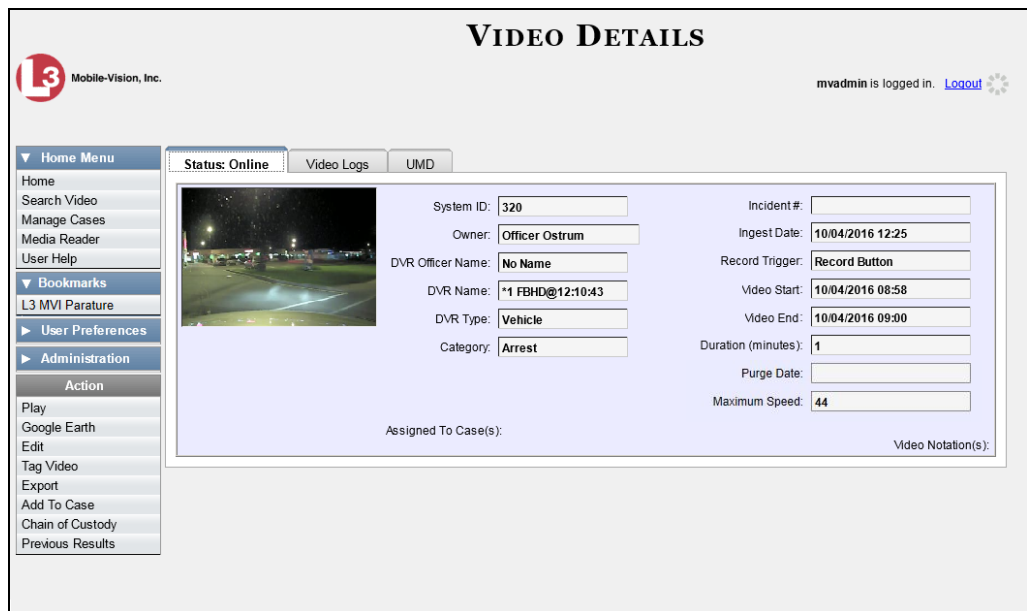 VIDEO DETAILS
L3 Mobile-Vision, Inc.
mvadmin is logged in. Logout
▼ Home Menu
Home
Search Video
Manage Cases
Media Reader
User Help
▼ Bookmarks
L3 MVI Parature
► User Preferences
► Administration
Action
Play
Google Earth
Edit
Tag Video
Export
Add To Case
Chain of Custody
Previous Results
Status: Online
Video Logs
UMD
System ID: 320
Owner: Officer Ostrum
DVR Officer Name: No Name
DVR Name: *1 FBHD@12:10:43
DVR Type: Vehicle
Category: Arrest
Incident #:
Ingest Date: 10/04/2016 12:25
Record Trigger: Record Button
Video Start: 10/04/2016 08:58
Video End: 10/04/2016 09:00
Duration (minutes): 1
Purge Date:
Maximum Speed: 44
Assigned To Case(s):
Video Notation(s):